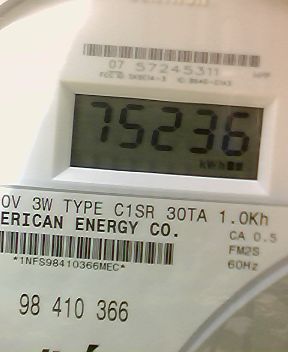 07 57245311
75236
kWh
0V 3W TYPE C1SR 30TA 1.0Kh
ERICAN ENERGY CO.
CA 0.5
FM2S
60Hz
*1NFS98410366MEC*
98 410 366